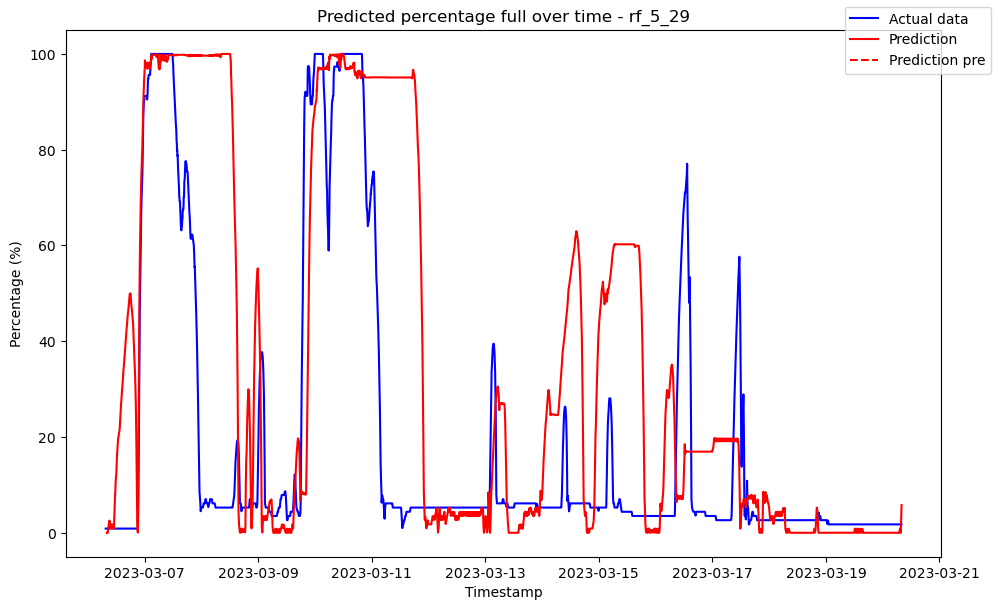 Predicted percentage full over time - rf_5_29
Actual data
Prediction
Prediction pre
Percentage (%)
100
80
60
40
20
0
2023-03-07
2023-03-09
2023-03-11
2023-03-13
2023-03-15
2023-03-17
2023-03-19
2023-03-21
Timestamp